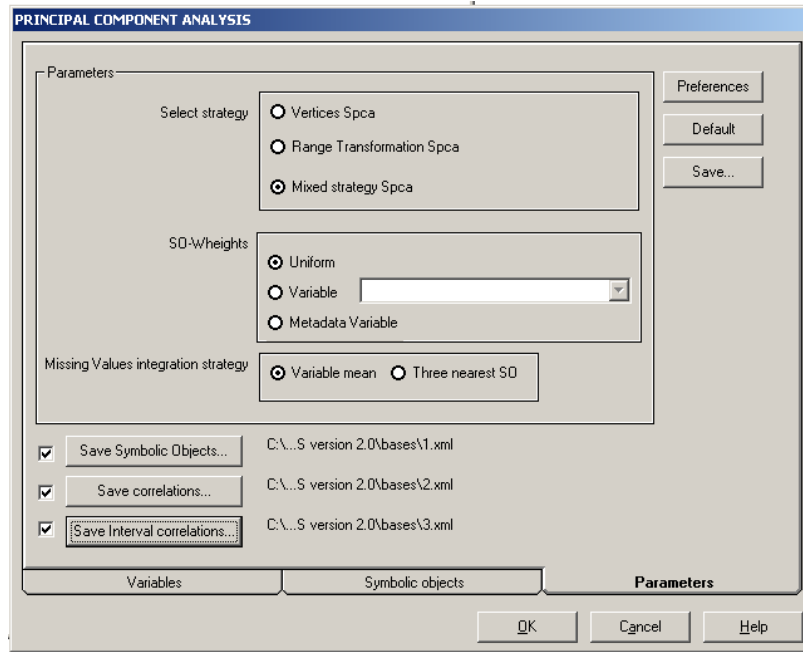 PRINCIPAL COMPONENT ANALYSIS
Parameters
Select strategy
Vertices Spca
Range Transformation Spca
Mixed strategy Spca
SO-Wheights
Uniform
Variable
Metadata Variable
Missing Values integration strategy
Variable mean
Three nearest SO
Preferences
Default
Save...
Save Symbolic Objects...
C:\...S version 2.0\bases\1.xml
Save correlations...
C:\...S version 2.0\bases\2.xml
Save Interval correlations...
C:\...S version 2.0\bases\3.xml
Variables
Symbolic objects
Parameters
OK
Cancel
Help